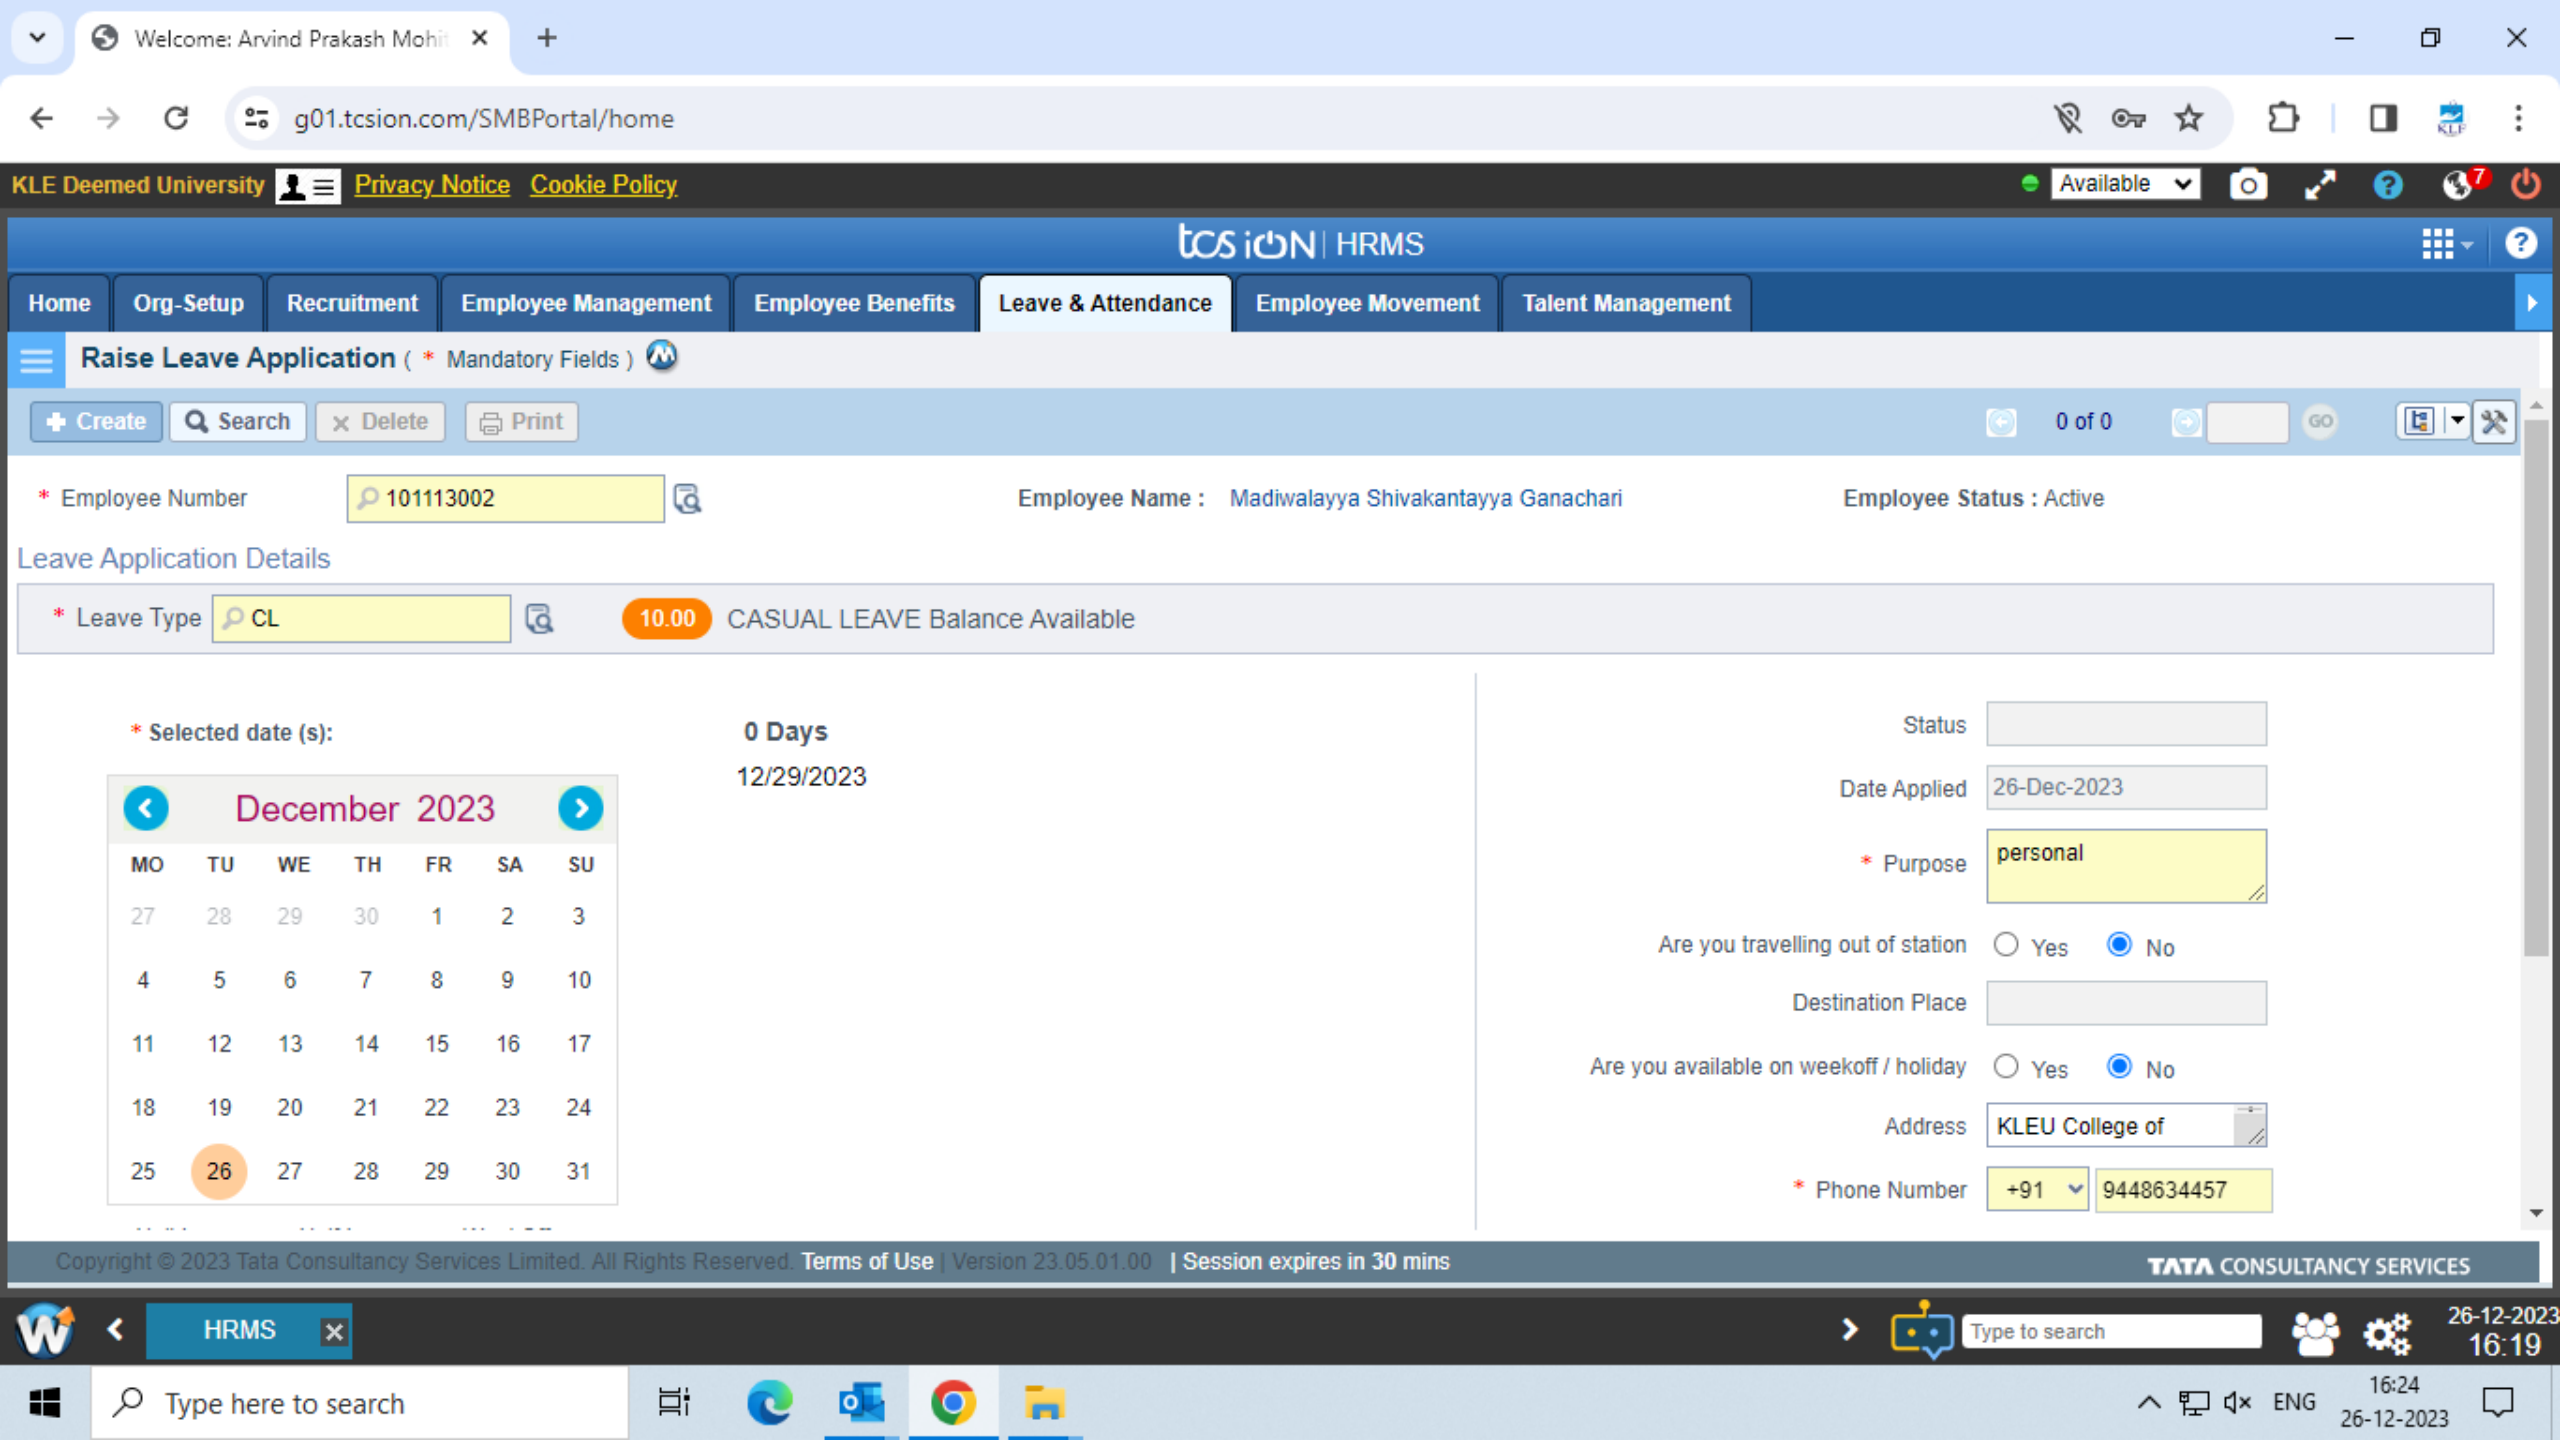 Welcome: Arvind Prakash Mohit
g01.tcsion.com/SMBPortal/home
KLE Deemed University Privacy Notice Cookie Policy Available 7
tcs iON | HRMS
Home Org-Setup Recruitment Employee Management Employee Benefits Leave & Attendance Employee Movement Talent Management
Raise Leave Application ( * Mandatory Fields )
Create Search Delete Print 0 of 0 GO
* Employee Number 101113002 Employee Name : Madiwalayya Shivakantayya Ganachari Employee Status : Active
Leave Application Details
* Leave Type CL 10.00 CASUAL LEAVE Balance Available
* Selected date (s): 0 Days
12/29/2023
December 2023
MO TU WE TH FR SA SU
27 28 29 30 1 2 3
4 5 6 7 8 9 10
11 12 13 14 15 16 17
18 19 20 21 22 23 24
25 26 27 28 29 30 31
Status
Date Applied 26-Dec-2023
* Purpose personal
Are you travelling out of station Yes No
Destination Place
Are you available on weekoff / holiday Yes No
Address KLEU College of
* Phone Number +91 9448634457
Copyright © 2023 Tata Consultancy Services Limited. All Rights Reserved. Terms of Use | Version 23.05.01.00 | Session expires in 30 mins TATA CONSULTANCY SERVICES
HRMS Type to search 26-12-2023
16:19
Type here to search ENG 16:24
26-12-2023